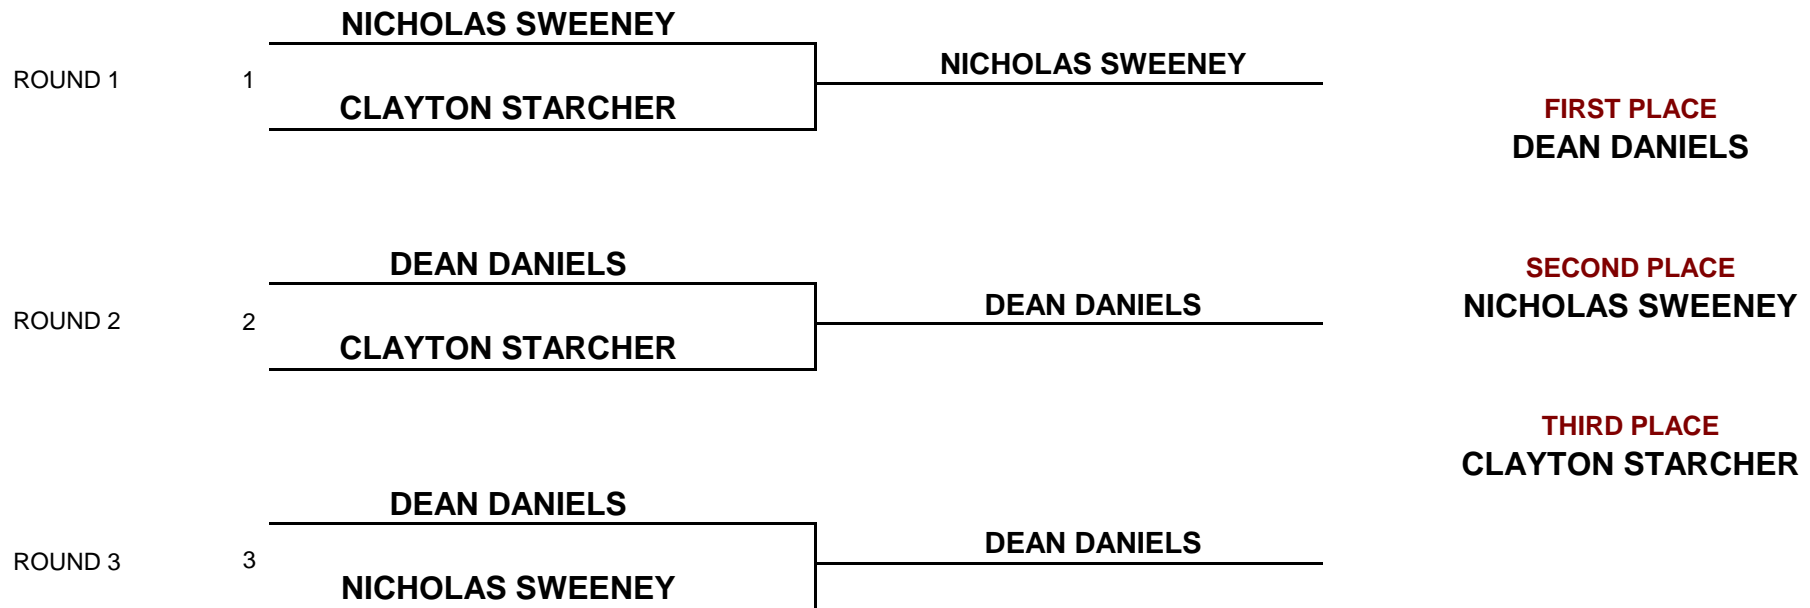 NICHOLAS SWEENEY
ROUND 1 1 NICHOLAS SWEENEY
CLAYTON STARCHER
FIRST PLACE
DEAN DANIELS
DEAN DANIELS
SECOND PLACE
ROUND 2 2 DEAN DANIELS NICHOLAS SWEENEY
CLAYTON STARCHER
THIRD PLACE
CLAYTON STARCHER
DEAN DANIELS
ROUND 3 3 DEAN DANIELS
NICHOLAS SWEENEY